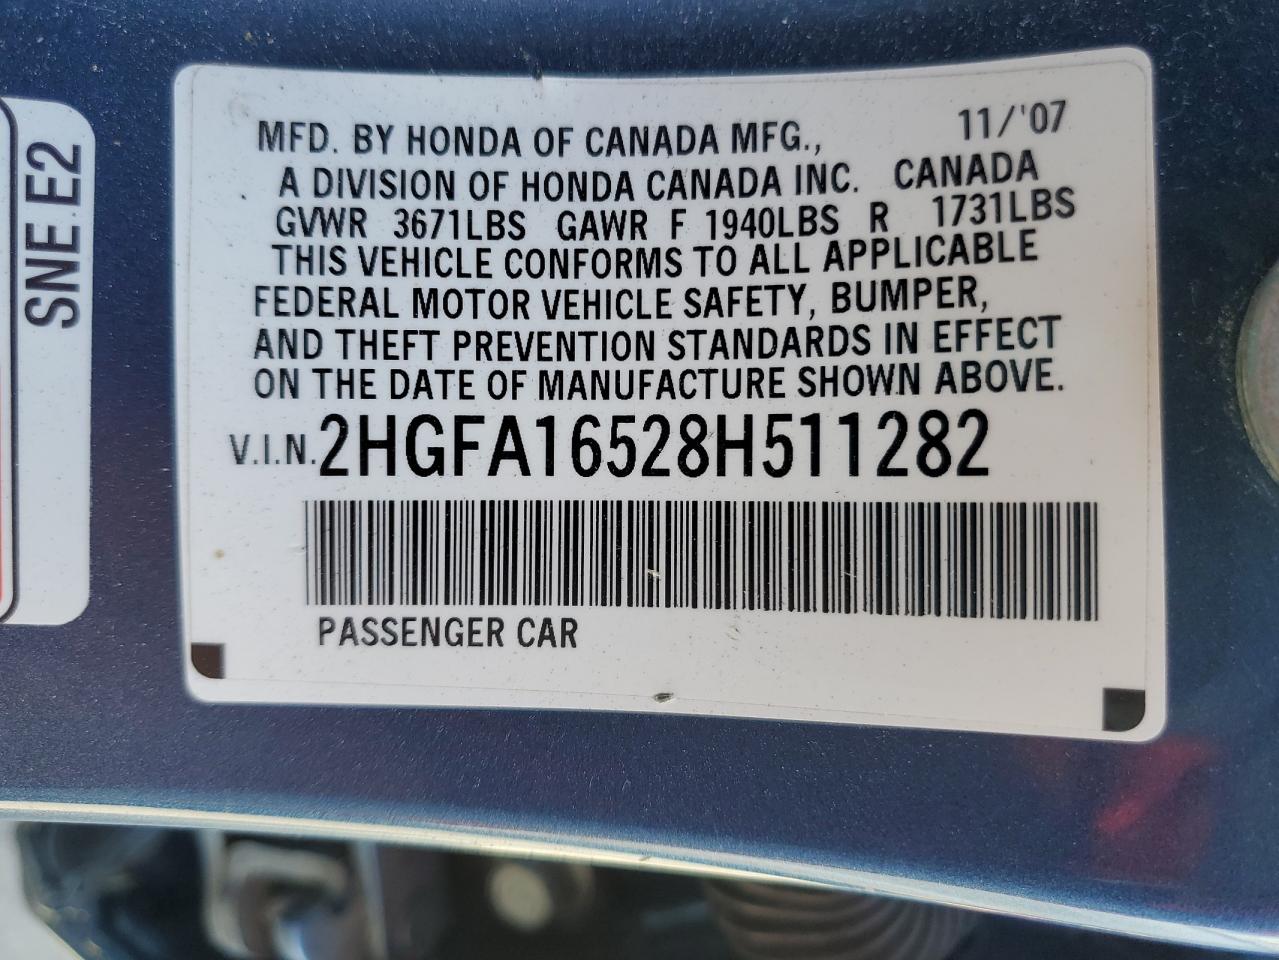 SNE.E2
11/'07
MFD. BY HONDA OF CANADA MFG.,
A DIVISION OF HONDA CANADA INC. CANADA
GVWR 3671LBS GAWR F 1940LBS R 1731LBS
THIS VEHICLE CONFORMS TO ALL APPLICABLE
FEDERAL MOTOR VEHICLE SAFETY, BUMPER,
AND THEFT PREVENTION STANDARDS IN EFFECT
ON THE DATE OF MANUFACTURE SHOWN ABOVE.
V.I.N. 2HGFA16528H511282
PASSENGER CAR